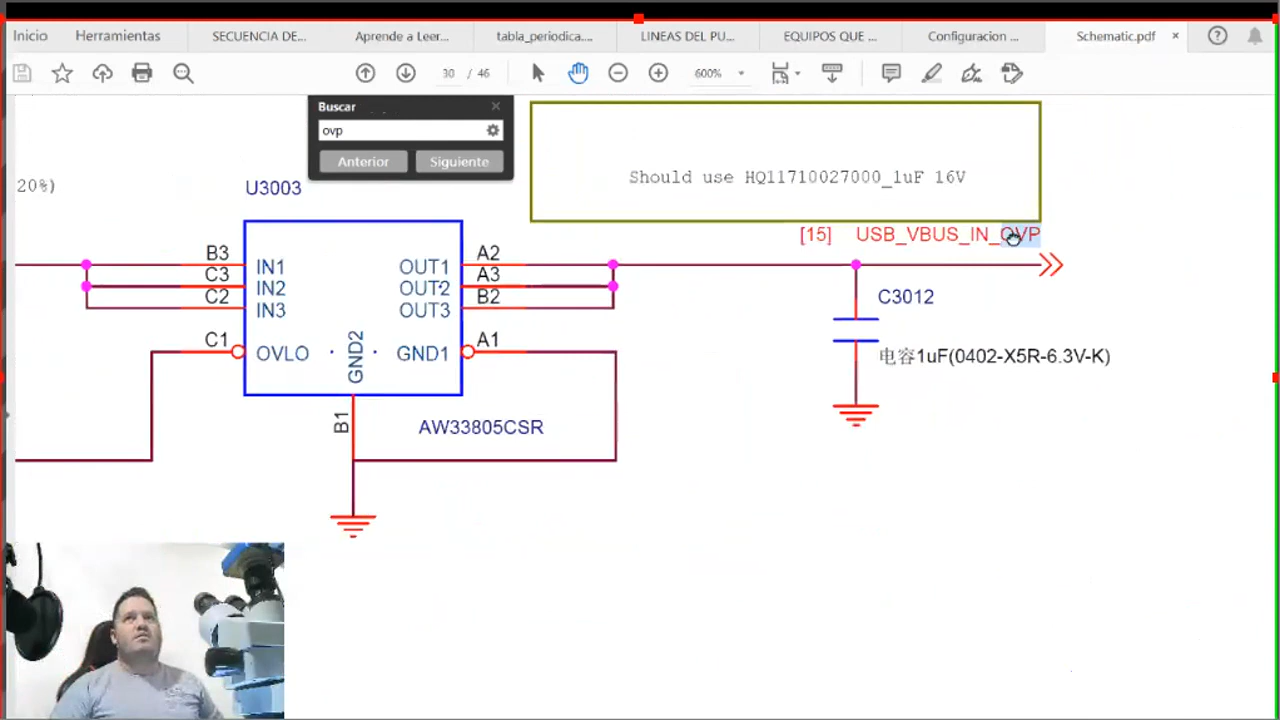 Inicio Herramientas SECUENCIA DE... Aprende a Leer... tabla_periodica.... LINEAS DEL PU... EQUIPOS QUE ... Configuracion ... Schematic.pdf ×
30 / 46 600%
Buscar ×
ovp
Anterior Siguiente
Should use HQ11710027000_1uF 16V
20%)
U3003
[15] USB_VBUS_IN_OVP
B3 IN1 OUT1 A2
C3 IN2 OUT2 A3
C2 IN3 OUT3 B2
C1 OVLO GND2 GND1 A1
B1
AW33805CSR
C3012
电容1uF(0402-X5R-6.3V-K)